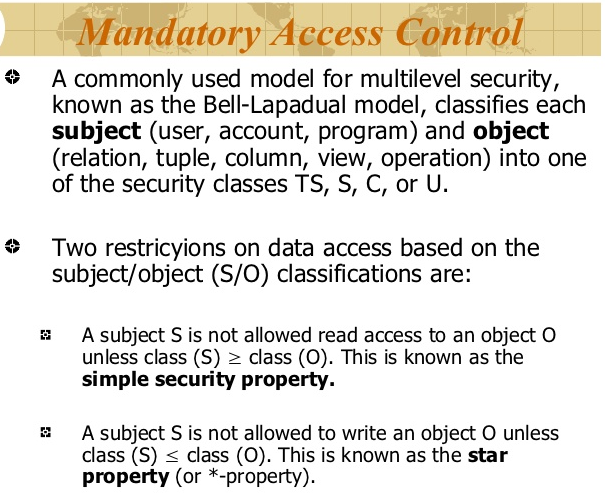 Mandatory Access Control
A commonly used model for multilevel security,
known as the Bell-Lapadual model, classifies each
subject (user, account, program) and object
(relation, tuple, column, view, operation) into one
of the security classes TS, S, C, or U.
Two restricyions on data access based on the
subject/object (S/O) classifications are:
A subject S is not allowed read access to an object O
unless class (S) ≥ class (O). This is known as the
simple security property.
A subject S is not allowed to write an object O unless
class (S) ≤ class (O). This is known as the star
property (or *-property).